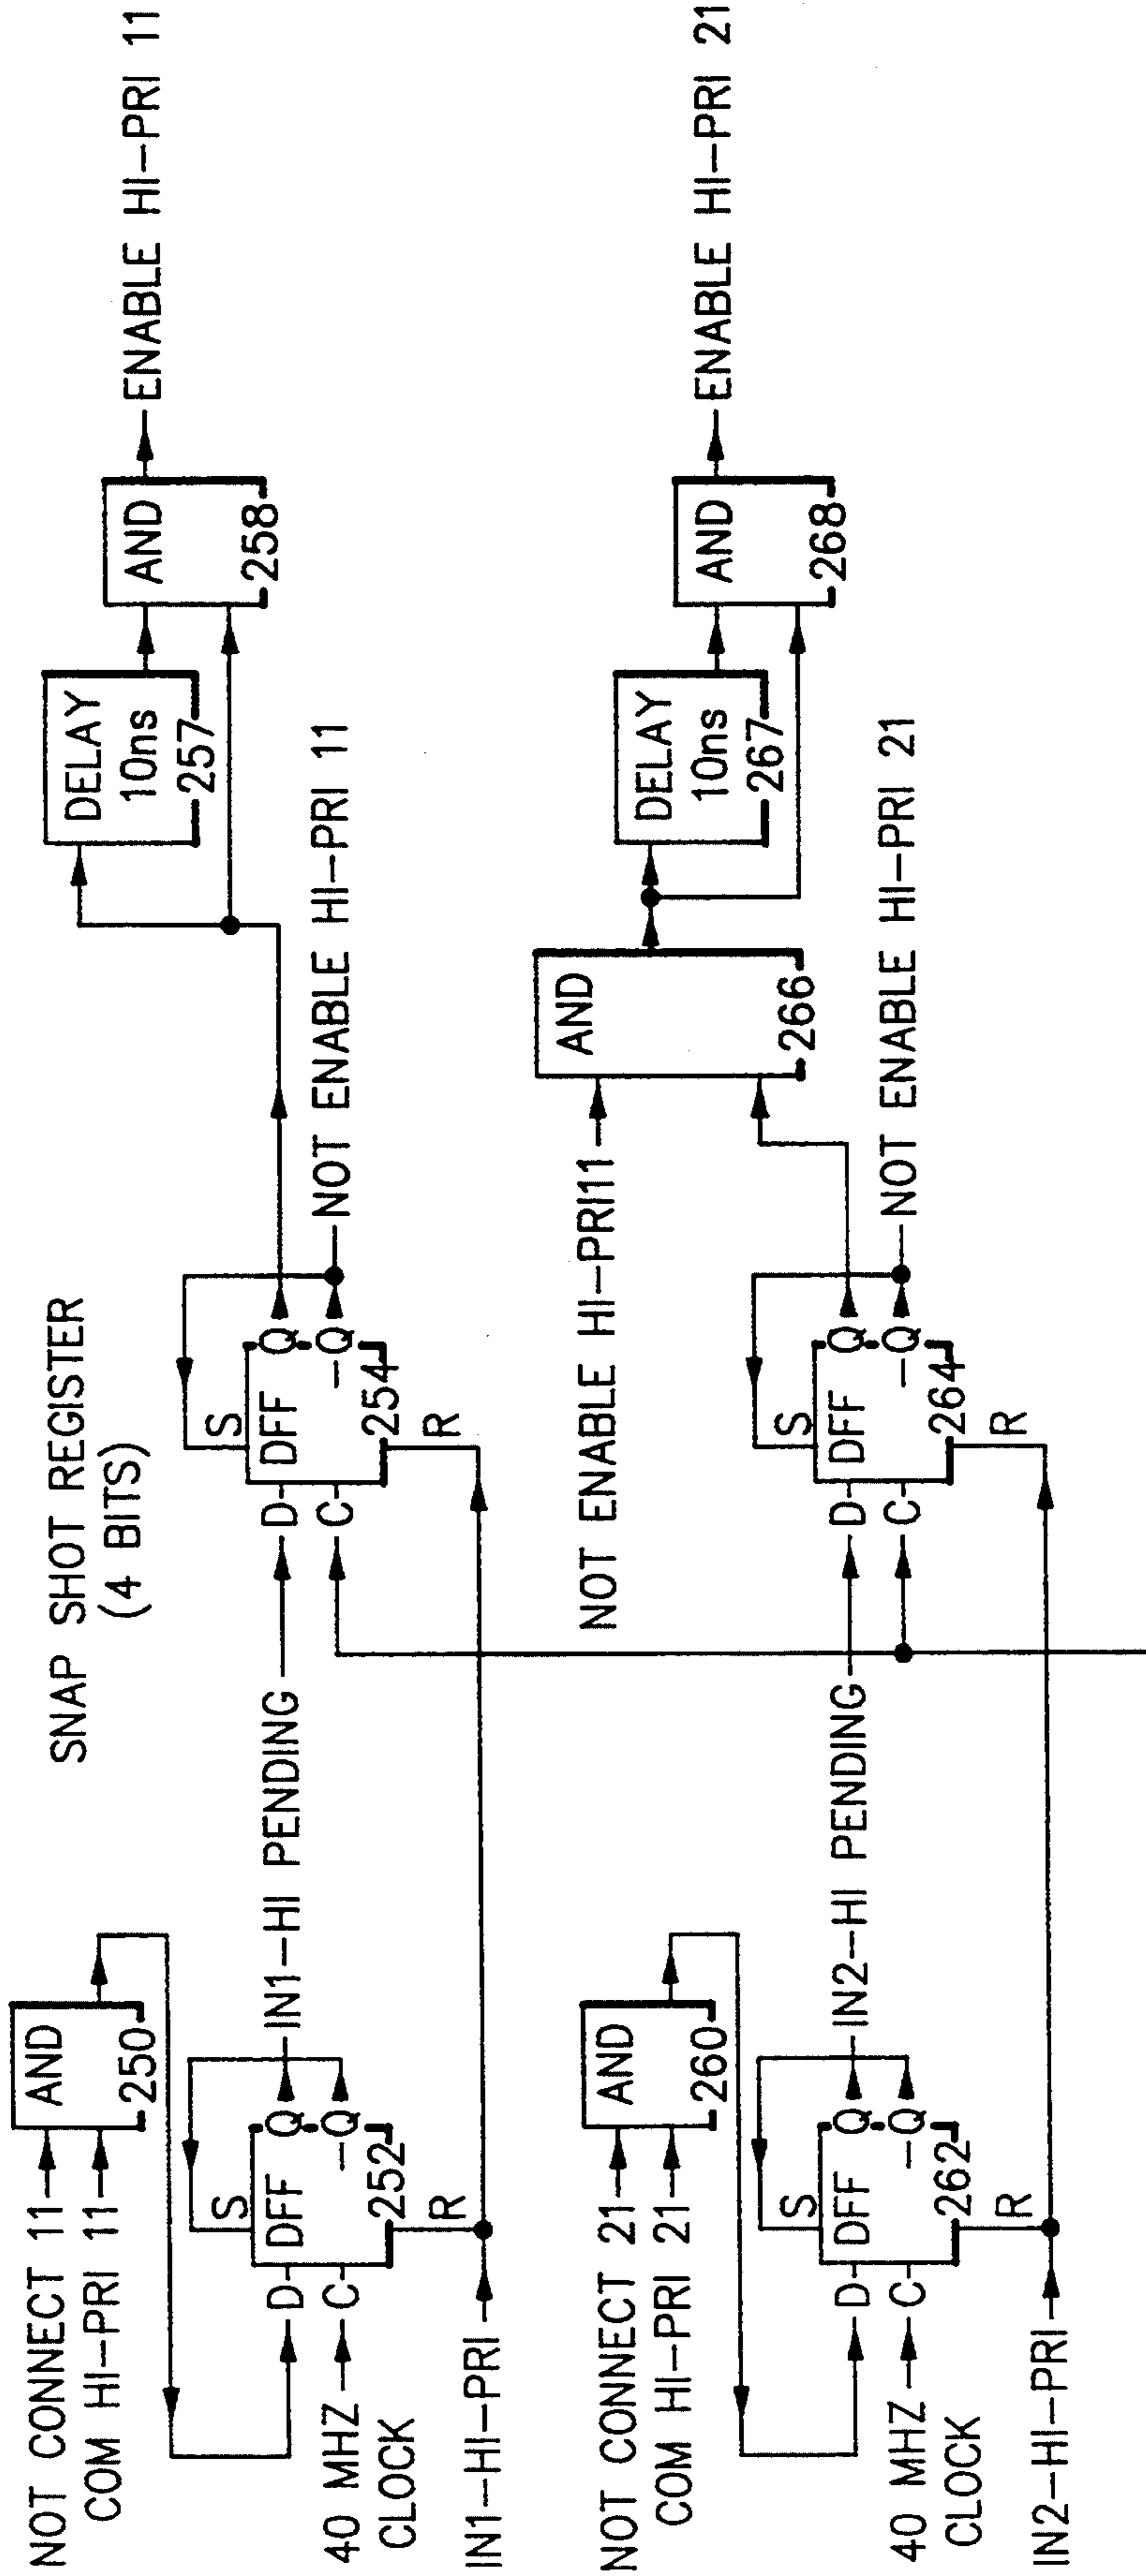 SNAP SHOT REGISTER
(4 BITS)
NOT CONNECT 11
COM HI-PRI 11
AND
250
S
D
DFF
Q
C
-Q
252
R
40 MHZ
CLOCK
IN1-HI-PRI
IN1-HI PENDING
S
D
DFF
Q
C
-Q
254
R
NOT ENABLE HI-PRI 11
DELAY
10ns
257
AND
258
ENABLE HI-PRI 11
NOT CONNECT 21
COM HI-PRI 21
AND
260
S
D
DFF
Q
C
-Q
262
R
40 MHZ
CLOCK
IN2-HI-PRI
IN2-HI PENDING
S
D
DFF
Q
C
-Q
264
R
NOT ENABLE HI-PRI 21
NOT ENABLE HI-PRI11
AND
266
DELAY
10ns
267
AND
268
ENABLE HI-PRI 21